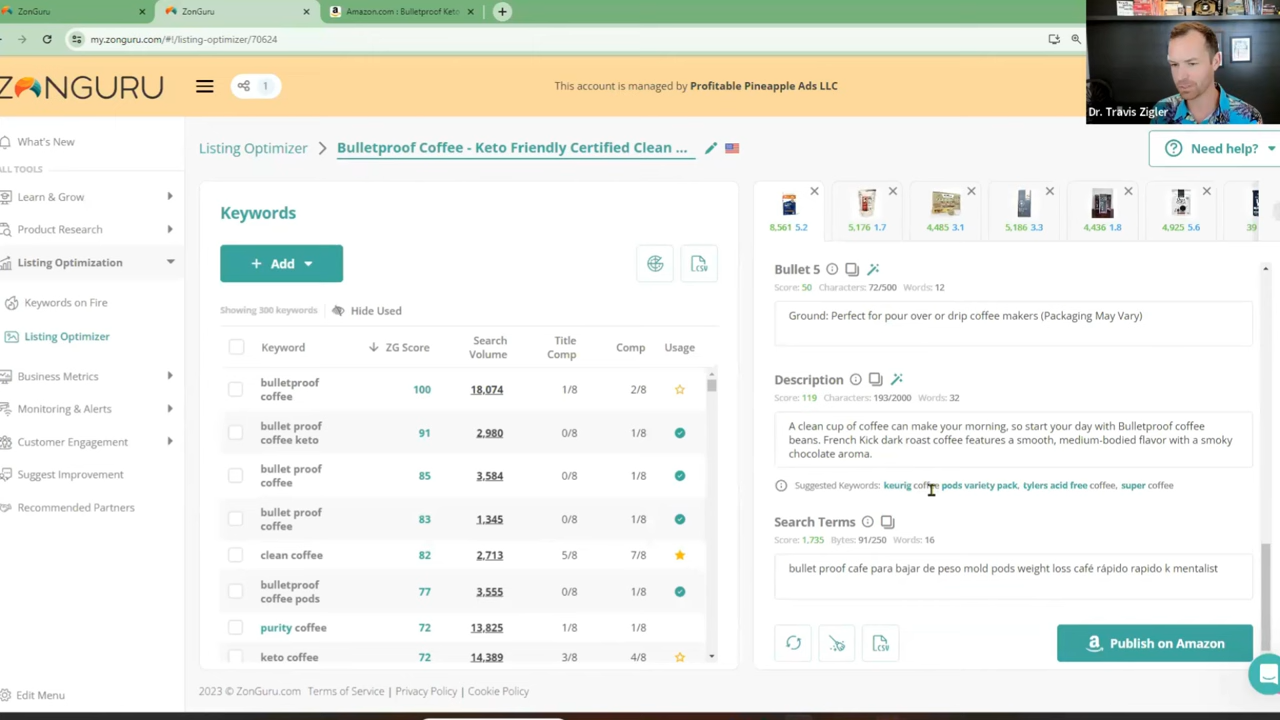 ZonGuru
ZonGuru
Amazon.com : Bulletproof Keto
my.zonguru.com/#!/listing-optimizer/70624
Dr. Travis Zigler
ZONGURU
1
This account is managed by Profitable Pineapple Ads LLC
What's New
ALL TOOLS
Learn & Grow
Product Research
Listing Optimization
Keywords on Fire
Listing Optimizer
Business Metrics
Monitoring & Alerts
Customer Engagement
Suggest Improvement
Recommended Products
Edit Menu
Listing Optimizer
Bulletproof Coffee - Keto Friendly Certified Clean ...
Need help?
Keywords
+ Add
CSV
Showing 300 keywords
Hide Used
Keyword ZG Score Search Volume Title Comp Comp Usage
bulletproof coffee 100 18,074 1/8 2/8
bullet proof coffee keto 91 2,980 0/8 1/8
bullet proof coffee 85 3,584 0/8 1/8
bullet proof coffee 83 1,345 0/8 1/8
clean coffee 82 2,713 5/8 7/8
bulletproof coffee pods 77 3,555 0/8 1/8
purity coffee 72 13,825 1/8 1/8
keto coffee 72 14,389 3/8 4/8
8,561 5.2
5,176 1.7
4,485 3.1
5,186 3.3
4,436 1.8
4,925 5.6
39
Bullet 5
Score: 50 Characters: 72/500 Words: 12
Ground: Perfect for pour over or drip coffee makers (Packaging May Vary)
Description
Score: 119 Characters: 193/2000 Words: 32
A clean cup of coffee can make your morning, so start your day with Bulletproof coffee
beans. French Kick dark roast coffee features a smooth, medium-bodied flavor with a smoky
chocolate aroma.
Suggested Keywords: keurig coffee pods variety pack, tylers acid free coffee, super coffee
Search Terms
Score: 1,735 Bytes: 91/250 Words: 16
bullet proof cafe para bajar de peso mold pods weight loss café rápido rapido k mentalist
CSV
Publish on Amazon
2023 © ZonGuru.com Terms of Service | Privacy Policy | Cookie Policy